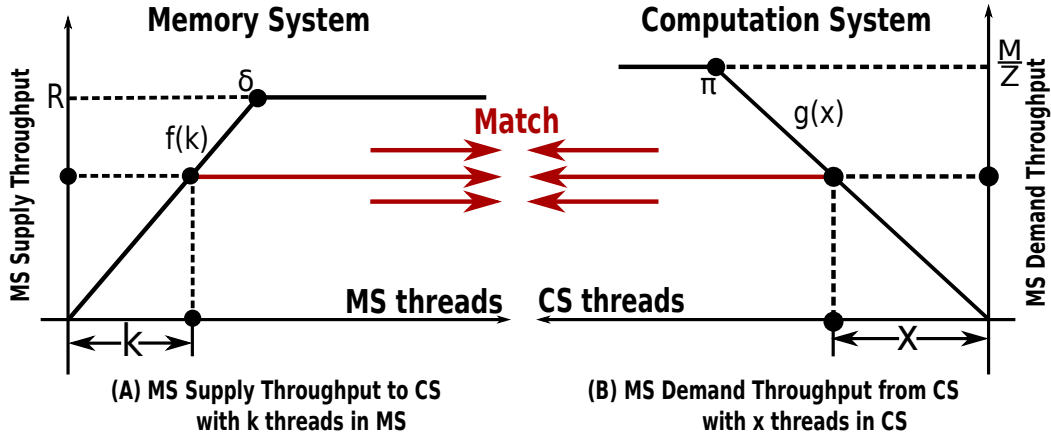 Memory System
Computation System
MS Supply Throughput
R
δ
f(k)
Match
π
g(x)
M
Z
MS Demand Throughput
MS threads
CS threads
k
x
(A) MS Supply Throughput to CS
with k threads in MS
(B) MS Demand Throughput from CS
with x threads in CS